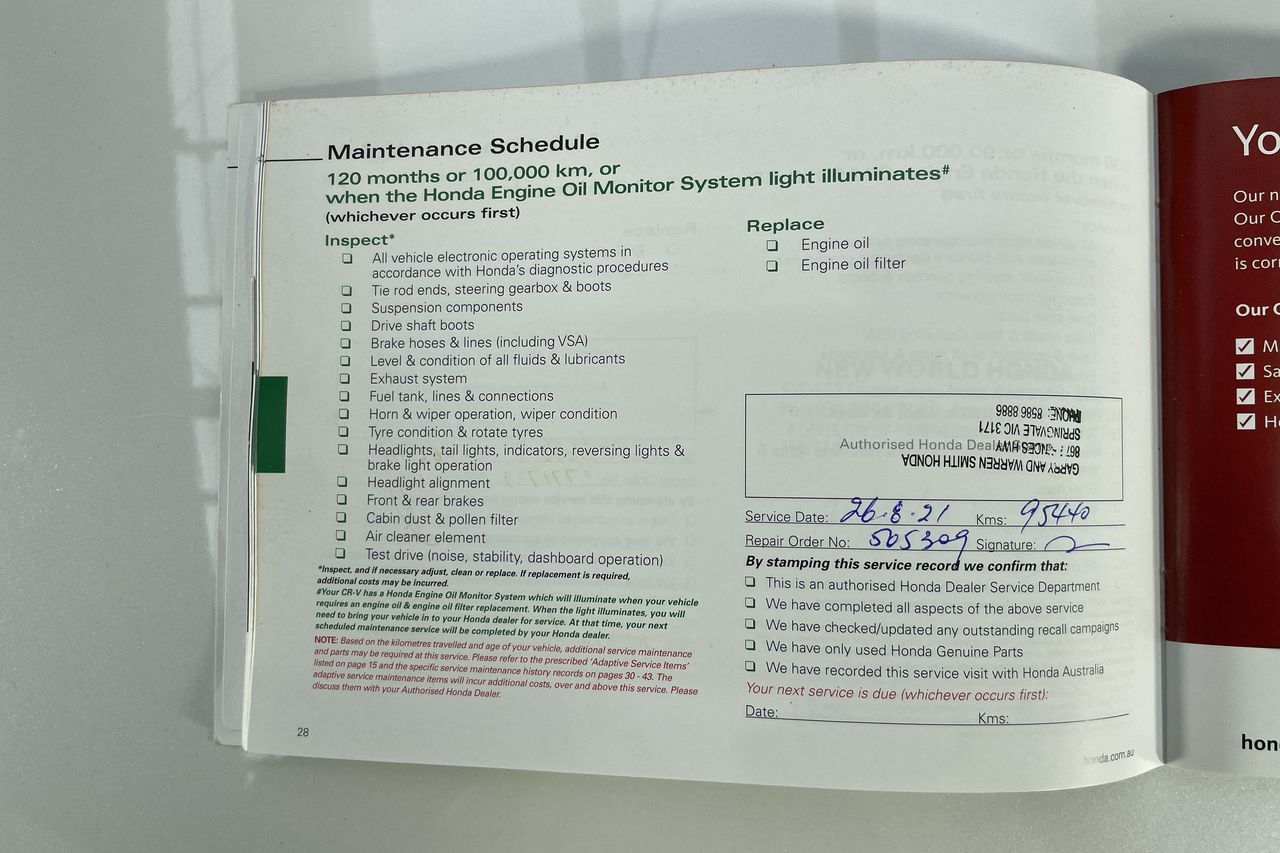 Maintenance Schedule
120 months or 100,000 km, or
when the Honda Engine Oil Monitor System light illuminates#
(whichever occurs first)
Inspect*
All vehicle electronic operating systems in
accordance with Honda's diagnostic procedures
Tie rod ends, steering gearbox & boots
Suspension components
Drive shaft boots
Brake hoses & lines (including VSA)
Level & condition of all fluids & lubricants
Exhaust system
Fuel tank, lines & connections
Horn & wiper operation, wiper condition
Tyre condition & rotate tyres
Headlights, tail lights, indicators, reversing lights &
brake light operation
Headlight alignment
Front & rear brakes
Cabin dust & pollen filter
Air cleaner element
Test drive (noise, stability, dashboard operation)
*Inspect, and if necessary adjust, clean or replace. If replacement is required,
additional costs may be incurred.
#Your CR-V has a Honda Engine Oil Monitor System which will illuminate when your vehicle
requires an engine oil & engine oil filter replacement. When the light illuminates, you will
need to bring your vehicle in to your Honda dealer for service. At that time, your next
scheduled maintenance service will be completed by your Honda dealer.
NOTE: Based on the kilometres travelled and age of your vehicle, additional service maintenance
and parts may be required at this service. Please refer to the prescribed 'Adaptive Service Items'
listed on page 15 and the specific service maintenance history records on pages 30 - 43. The
adaptive service maintenance items will incur additional costs, over and above this service. Please
discuss them with your Authorised Honda Dealer.
28
Replace
Engine oil
Engine oil filter
Authorised Honda
GARRY AND WARREN SMITH HONDA
867
SPRINGVALE VIC 3171
PHONE: 8586 8886
Service Date: 26.8.21 Kms: 95440
Repair Order No: 505309 Signature:
By stamping this service record we confirm that:
This is an authorised Honda Dealer Service Department
We have completed all aspects of the above service
We have checked/updated any outstanding recall campaigns
We have only used Honda Genuine Parts
We have recorded this service visit with Honda Australia
Your next service is due (whichever occurs first):
Date: Kms:
honda.com.au
Yo
Our n
Our C
conve
is cor
Our C
M
Sa
Ex
He
hon